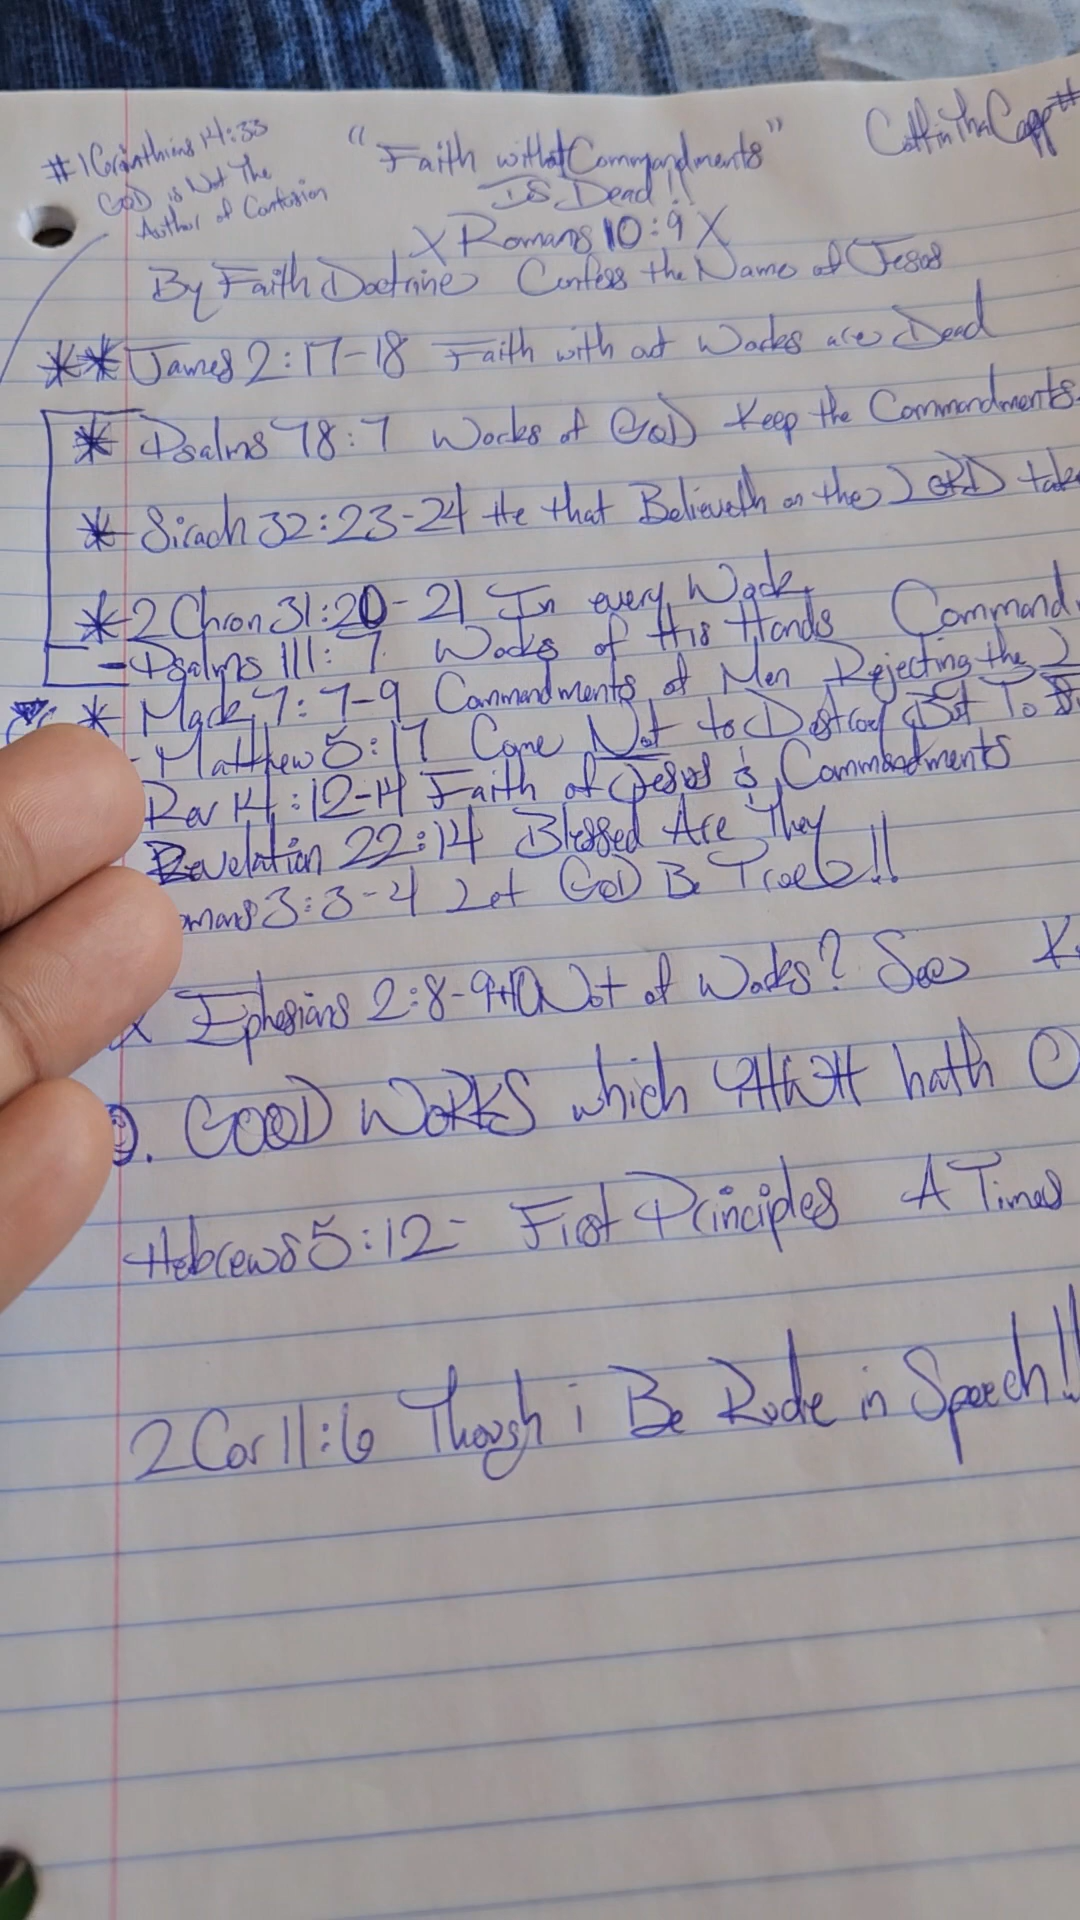 #1 Corinthians 14:33
GOD is Not The
Author of Confusion
"Faith without Commandments"
IS Dead!!
X Romans 10:9 X
By Faith Doctrine Confess the Name of Jesus
** James 2:17-18 Faith with out Works are Dead
* Psalms 78:7 Works of GOD Keep the Commandments
* Sirach 32:23-24 He that Believeth on the LORD
* 2 Chron 31:20-21 In every Work
- Psalms 111:7 Works of His Hands Command
* Mark 7:7-9 Commandments of Men Rejecting the
- Matthew 5:17 Came Not to Destroy But To
Rev 14:12-14 Faith of Jesus & Commandments
Revelation 22:14 Blessed Are They
omans 3:3-4 Let GOD Be True!!
X Ephesians 2:8-9+10 Not of Works? See
GOOD WORKS which hath
Hebrews 5:12- First Principles A Times
2 Cor 11:6 Though i Be Rude in Speech!!